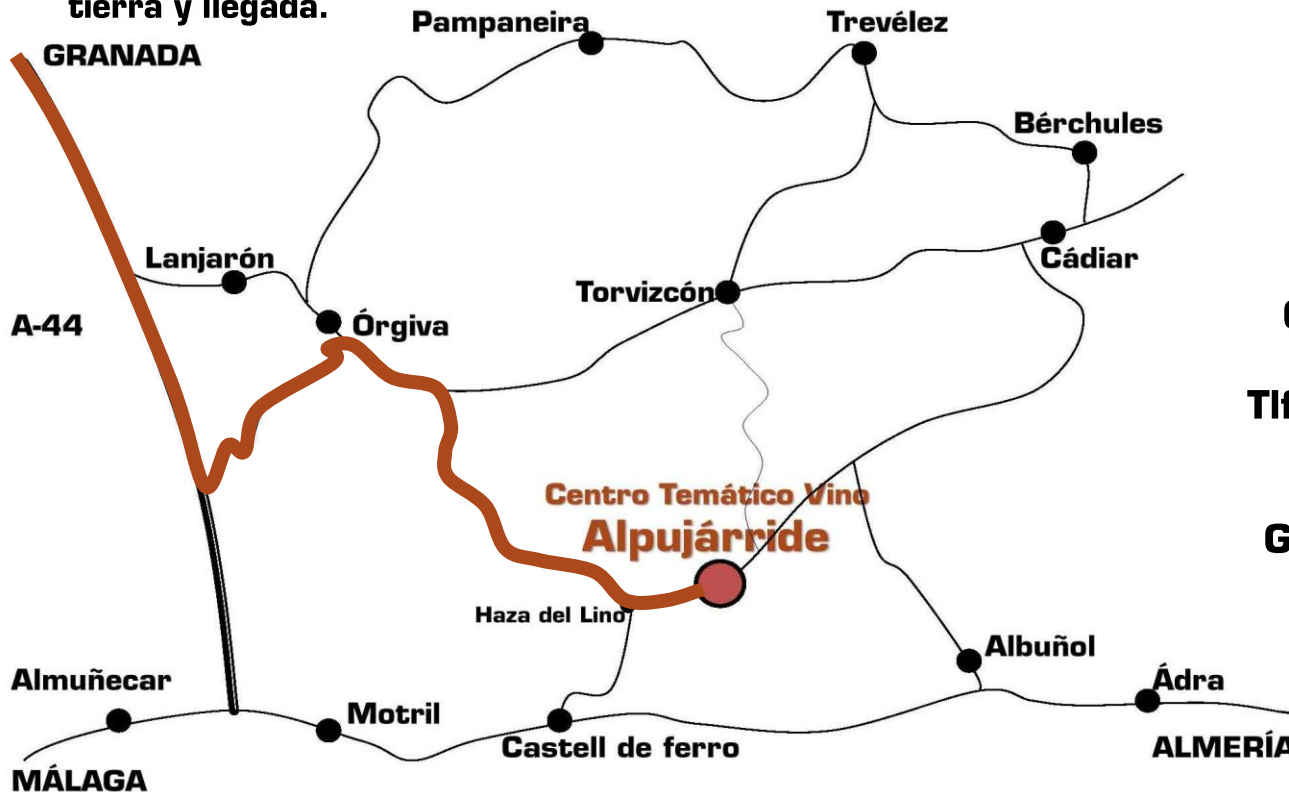 tierra y llegada.
Pampaneira
Trevélez
GRANADA
Bérchules
Lanjarón
Cádiar
Torvizcón
A-44
Órgiva
Tlf
Centro Temático Vino
Alpujárride
G
Haza del Lino
Albuñol
Almuñecar
Ádra
Motril
Castell de ferro
ALMERÍA
MÁLAGA